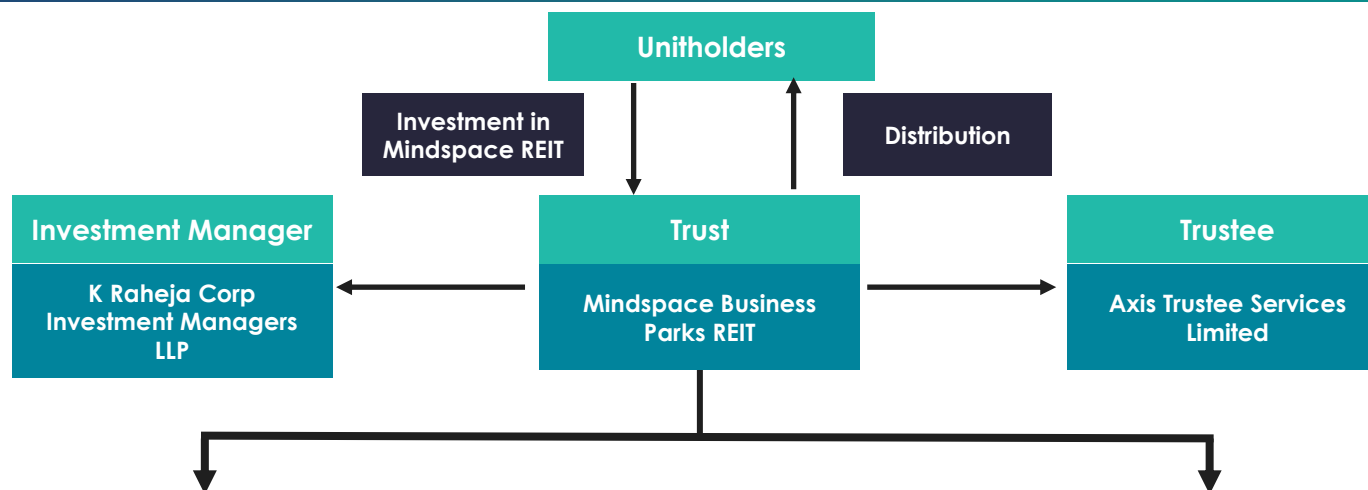 Unitholders
Investment in
Mindspace REIT
Distribution
Investment Manager
Trust
Trustee
K Raheja Corp
Investment Managers
LLP
Mindspace Business
Parks REIT
Axis Trustee Services
Limited